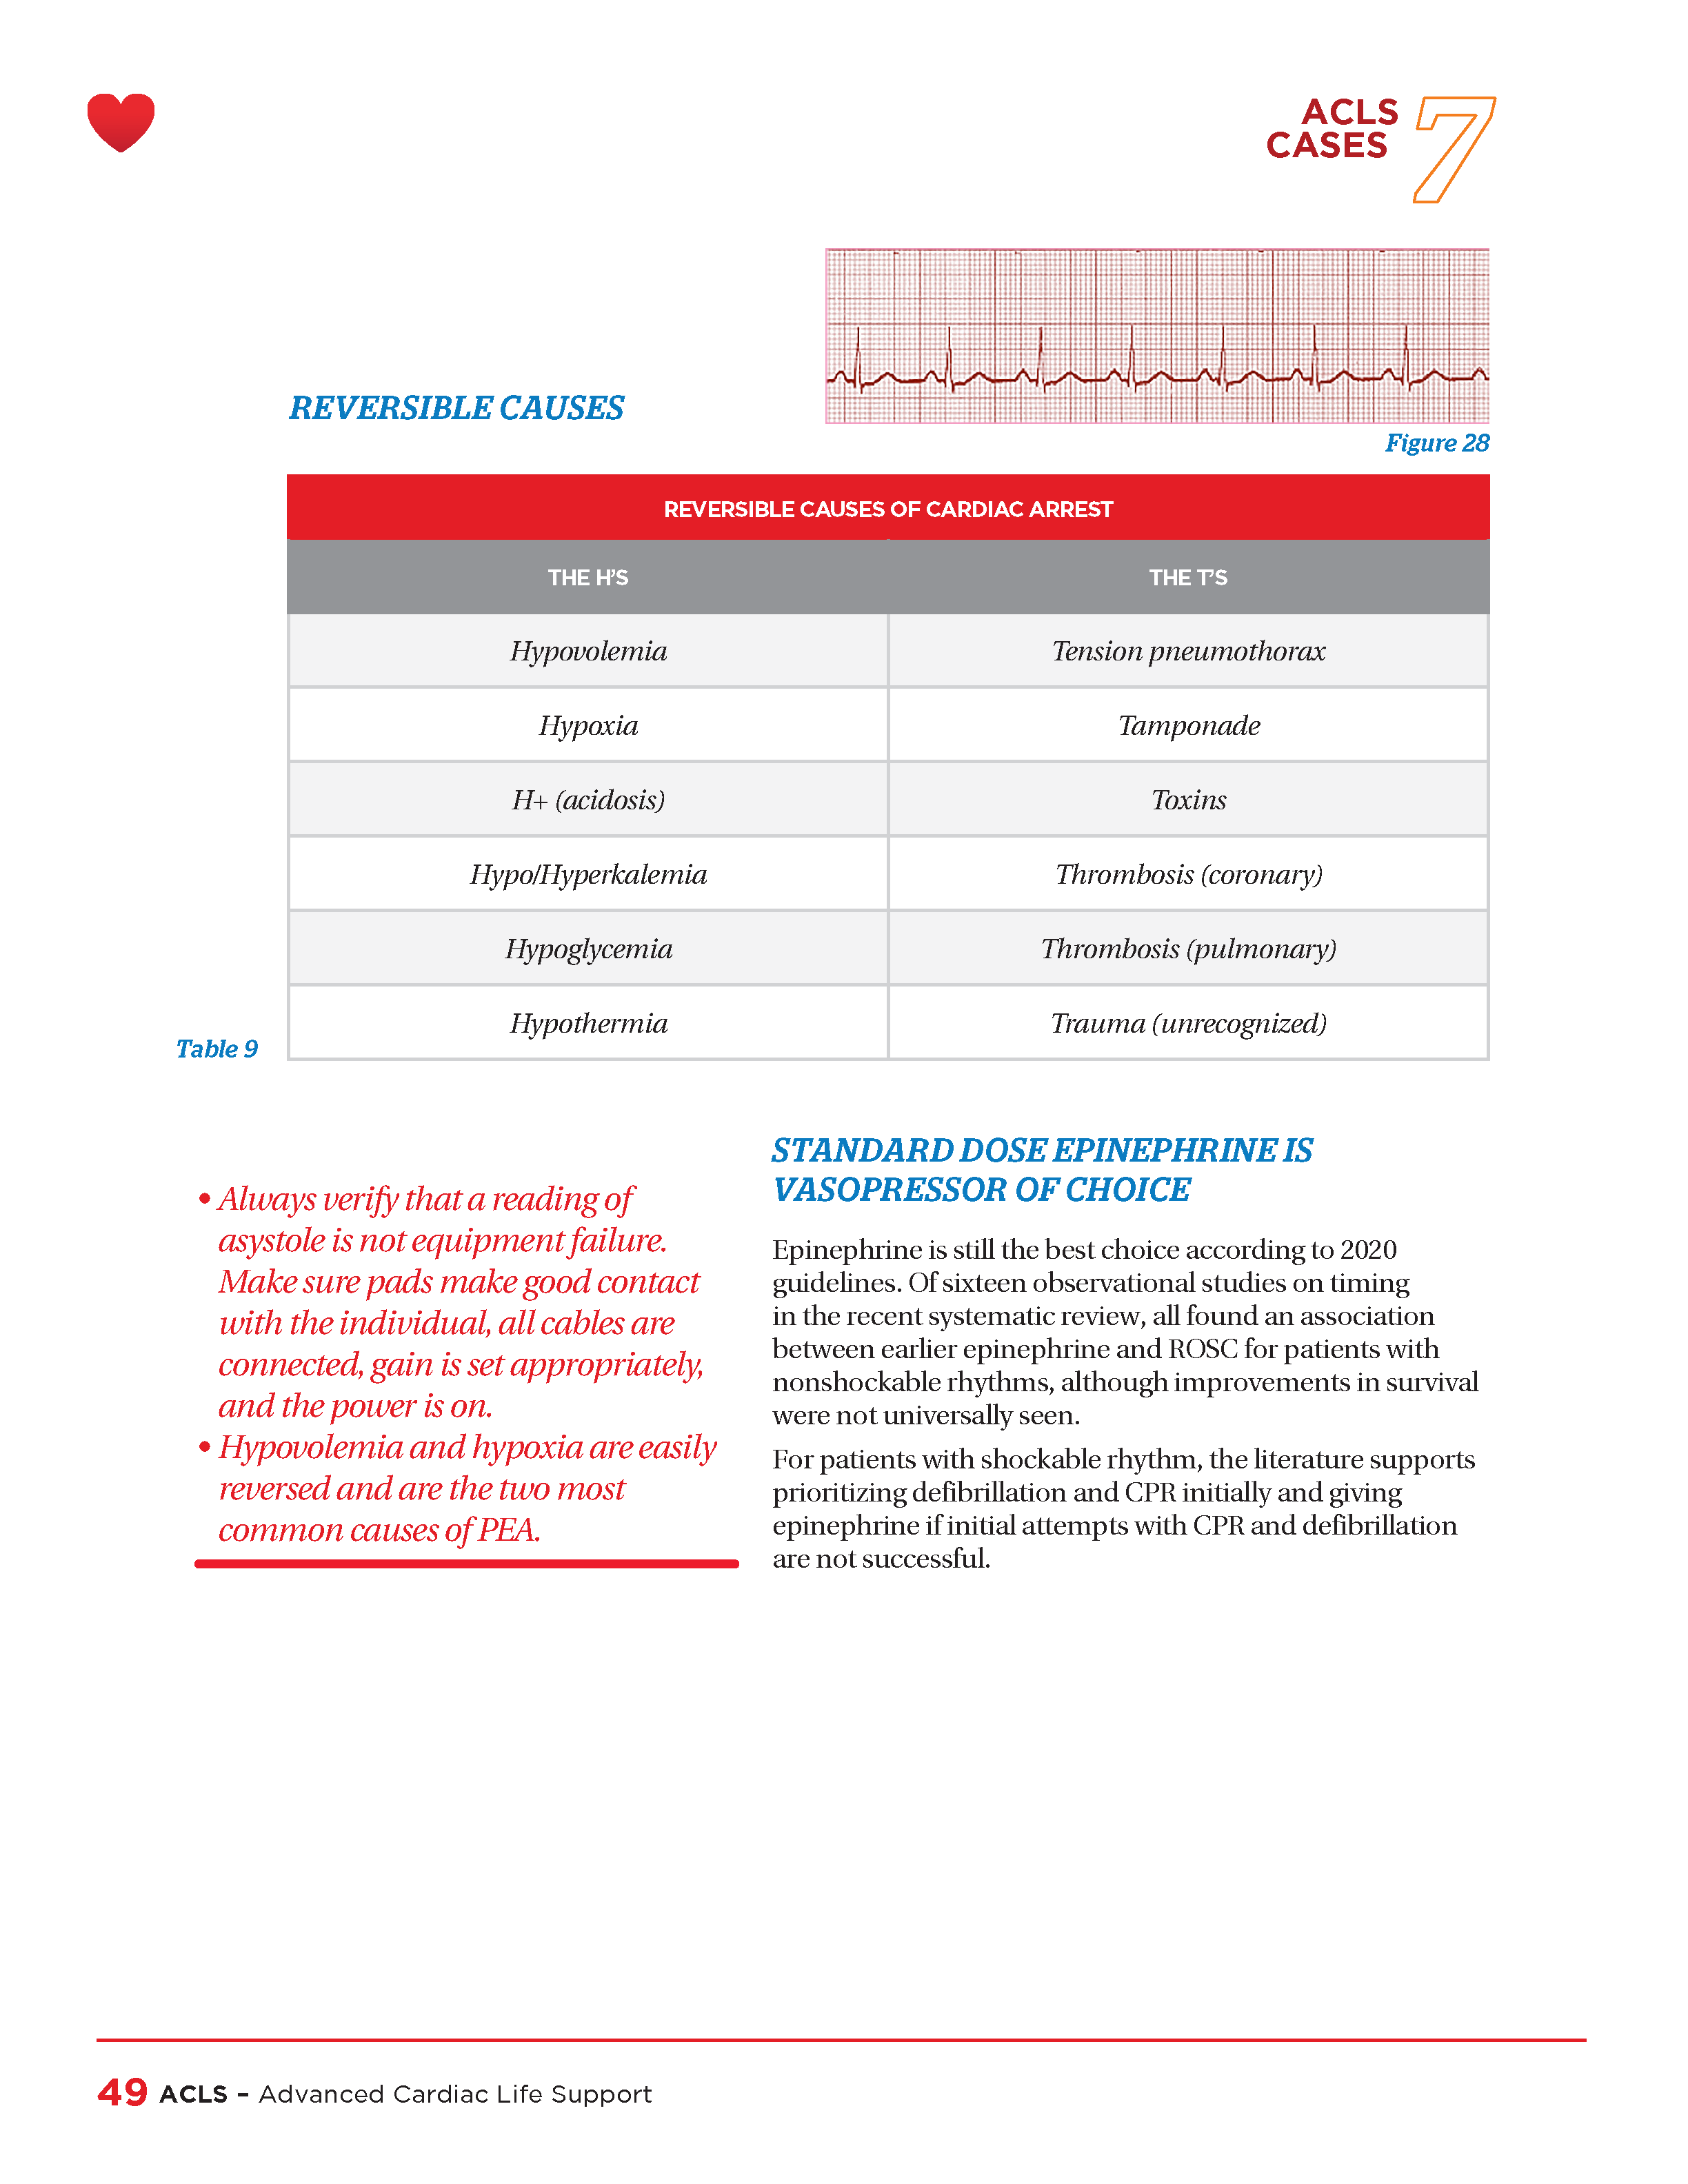 ACLS
CASES
7
REVERSIBLE CAUSES
Figure 28
REVERSIBLE CAUSES OF CARDIAC ARREST
THE H’S
THE T’S
Hypovolemia
Tension pneumothorax
Hypoxia
Tamponade
H+ (acidosis)
Toxins
Hypo/Hyperkalemia
Thrombosis (coronary)
Hypoglycemia
Thrombosis (pulmonary)
Hypothermia
Trauma (unrecognized)
Table 9
• Always verify that a reading of
asystole is not equipment failure.
Make sure pads make good contact
with the individual, all cables are
connected, gain is set appropriately,
and the power is on.
• Hypovolemia and hypoxia are easily
reversed and are the two most
common causes of PEA.
STANDARD DOSE EPINEPHRINE IS
VASOPRESSOR OF CHOICE
Epinephrine is still the best choice according to 2020
guidelines. Of sixteen observational studies on timing
in the recent systematic review, all found an association
between earlier epinephrine and ROSC for patients with
nonshockable rhythms, although improvements in survival
were not universally seen.
For patients with shockable rhythm, the literature supports
prioritizing defibrillation and CPR initially and giving
epinephrine if initial attempts with CPR and defibrillation
are not successful.
49 ACLS – Advanced Cardiac Life Support